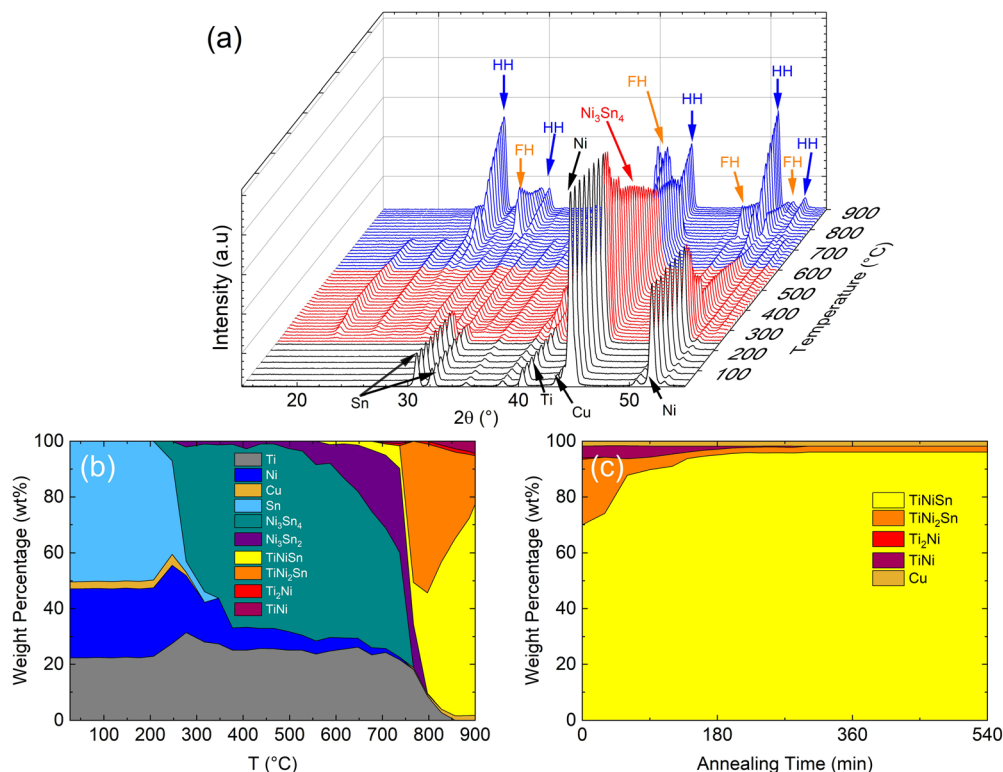 (a)
HH
FH
HH
HH
Ni₃Sn₄
HH
FH
Ni
FH
FH
HH
Intensity (a.u)
900
800
700
600
500
400
300
200
100
Temperature (°C)
20
30
40
50
2θ (°)
Sn
Ti
Cu
Ni
(b)
Weight Percentage (wt%)
100
80
60
40
20
0
Ti
Ni
Cu
Sn
Ni₃Sn₄
Ni₃Sn₂
TiNiSn
TiNi₂Sn
Ti₂Ni
TiNi
100 200 300 400 500 600 700 800 900
T (°C)
(c)
Weight Percentage (wt%)
100
80
60
40
20
0
TiNiSn
TiNi₂Sn
Ti₂Ni
TiNi
Cu
0 180 360 540
Annealing Time (min)